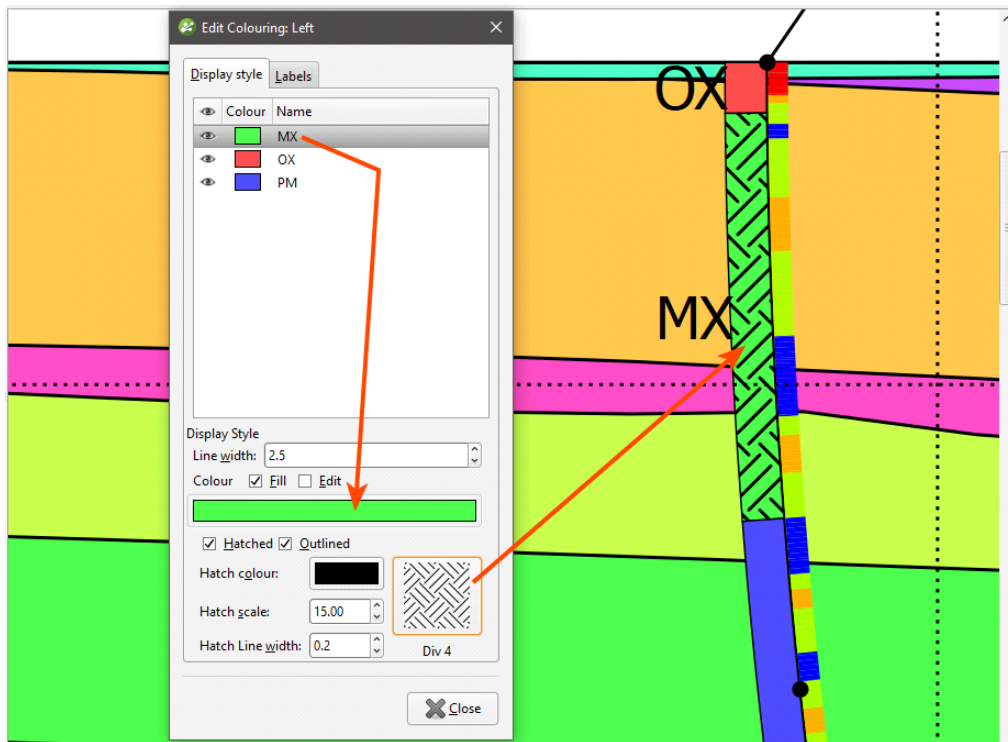 Edit Colouring: Left
Display style Labels
Colour Name
MX
OX
PM
Display Style
Line width: 2.5
Colour Fill Edit
Hatched Outlined
Hatch colour:
Hatch scale: 15.00
Hatch Line width: 0.2
Div 4
Close
OX
MX